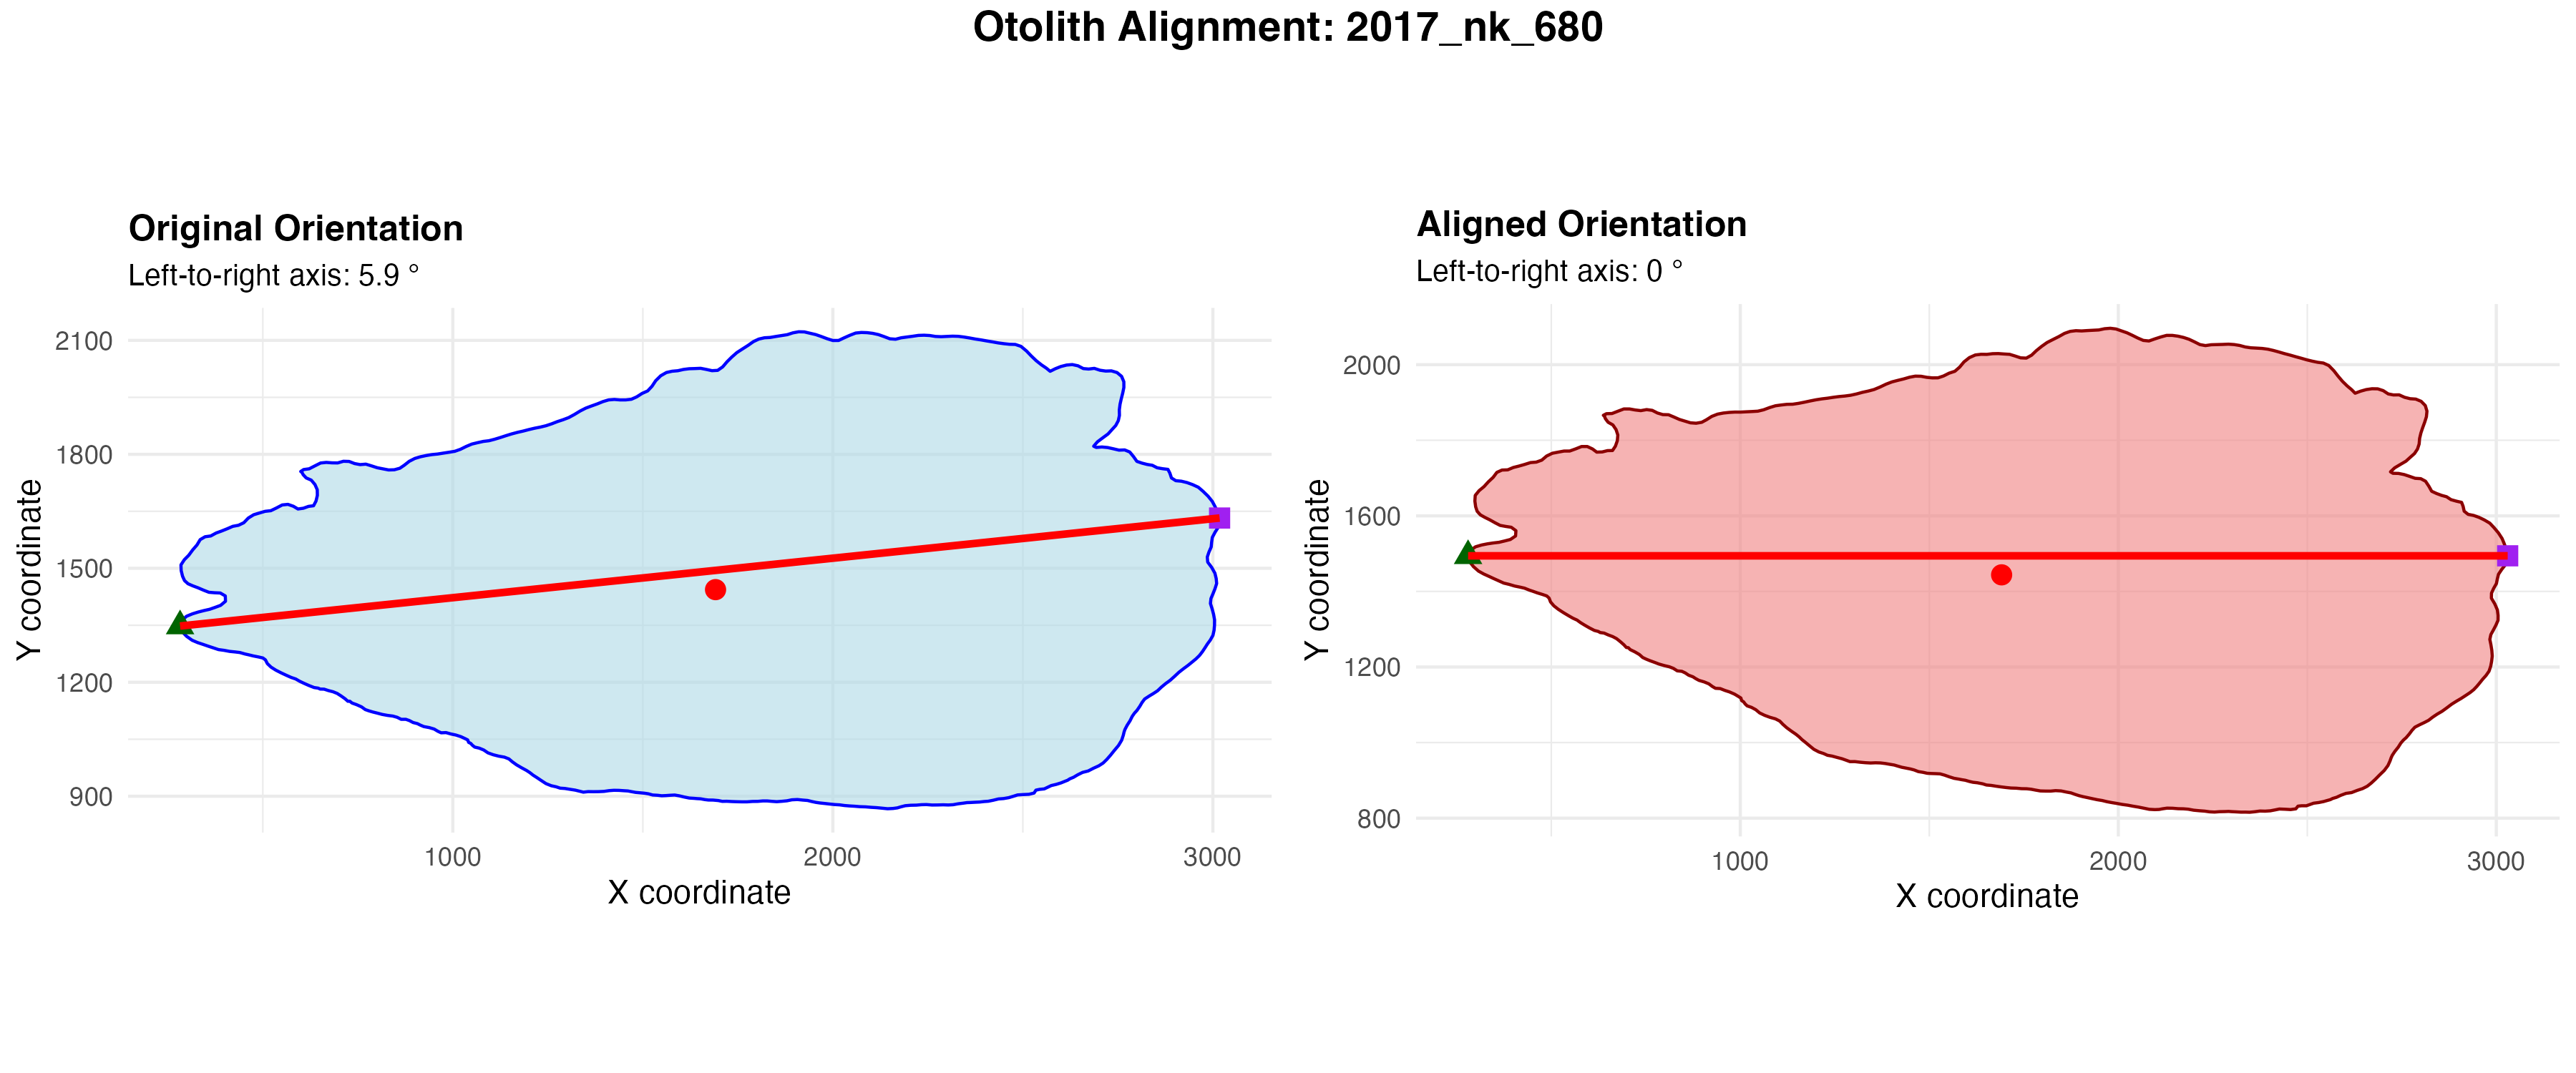 Otolith Alignment: 2017_nk_680
Original Orientation
Left-to-right axis: 5.9 °
2100
1800
1500
1200
900
Y coordinate
1000
2000
3000
X coordinate
Aligned Orientation
Left-to-right axis: 0 °
2000
1600
1200
800
Y coordinate
1000
2000
3000
X coordinate